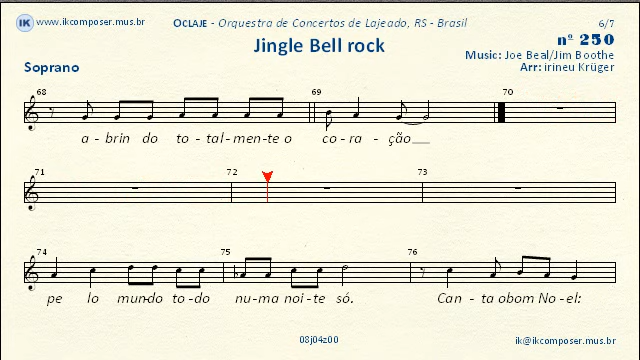 iK www.ikcomposer.mus.br
OCLAJE - Orquestra de Concertos de Lajeado, RS - Brasil
6/7
Jingle Bell rock
nº 250
Music: Joe Beal/Jim Boothe
Soprano
Arr: irineu Krüger
68 69 70
a - brin do to - tal - men - te o co - ra - ção
71 72 73
74 75 76
pe lo mun-do to-do nu-ma noi-te só. Can - ta obom No-el:
08j04z00
ik@ikcomposer.mus.br